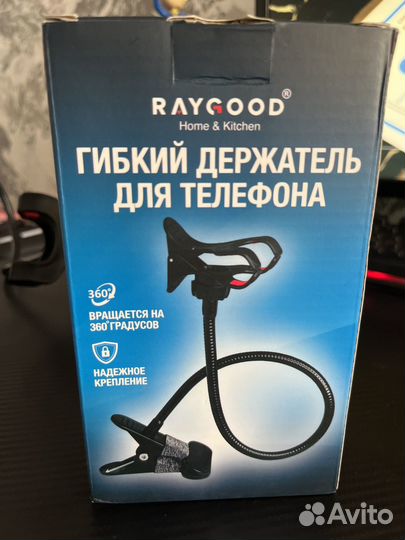 RAYGOOD®
Home & Kitchen
ГИБКИЙ ДЕРЖАТЕЛЬ
ДЛЯ ТЕЛЕФОНА
360°
ВРАЩАЕТСЯ НА
360°ГРАДУСОВ
НАДЕЖНОЕ
КРЕПЛЕНИЕ
Avito